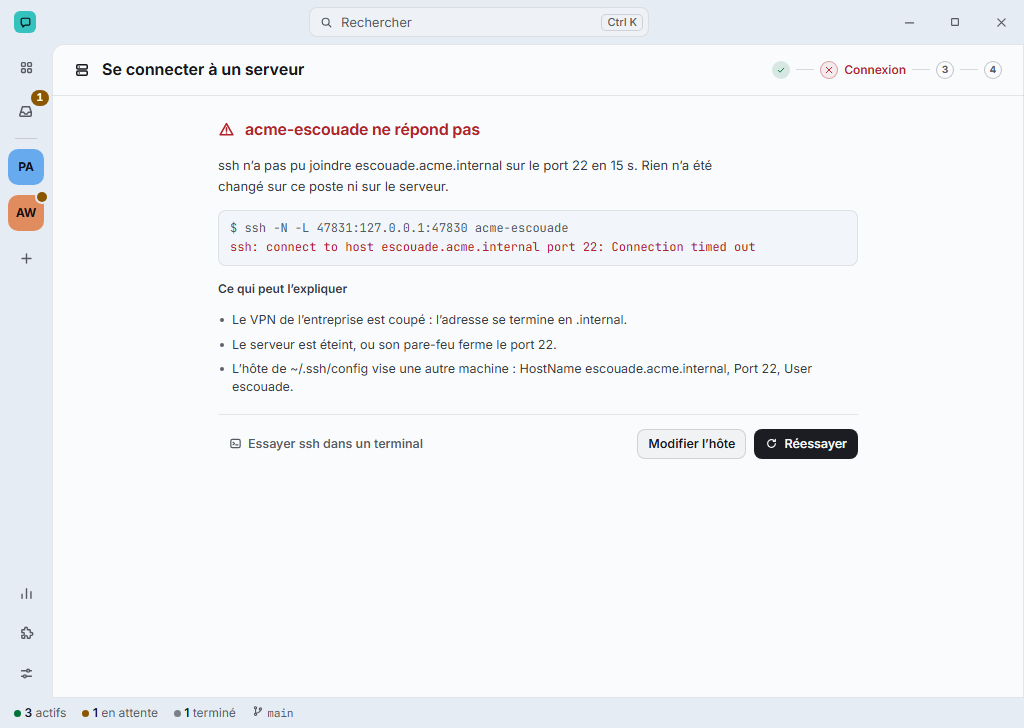 Rechercher
Ctrl K
Se connecter à un serveur
Connexion
3
4
1
PA
AW
acme-escouade ne répond pas
ssh n’a pas pu joindre escouade.acme.internal sur le port 22 en 15 s. Rien n’a été
changé sur ce poste ni sur le serveur.
$ ssh -N -L 47831:127.0.0.1:47830 acme-escouade
ssh: connect to host escouade.acme.internal port 22: Connection timed out
Ce qui peut l’expliquer
• Le VPN de l’entreprise est coupé : l’adresse se termine en .internal.
• Le serveur est éteint, ou son pare-feu ferme le port 22.
• L’hôte de ~/.ssh/config vise une autre machine : HostName escouade.acme.internal, Port 22, User
escouade.
Essayer ssh dans un terminal
Modifier l’hôte
Réessayer
3 actifs
1 en attente
1 terminé
main